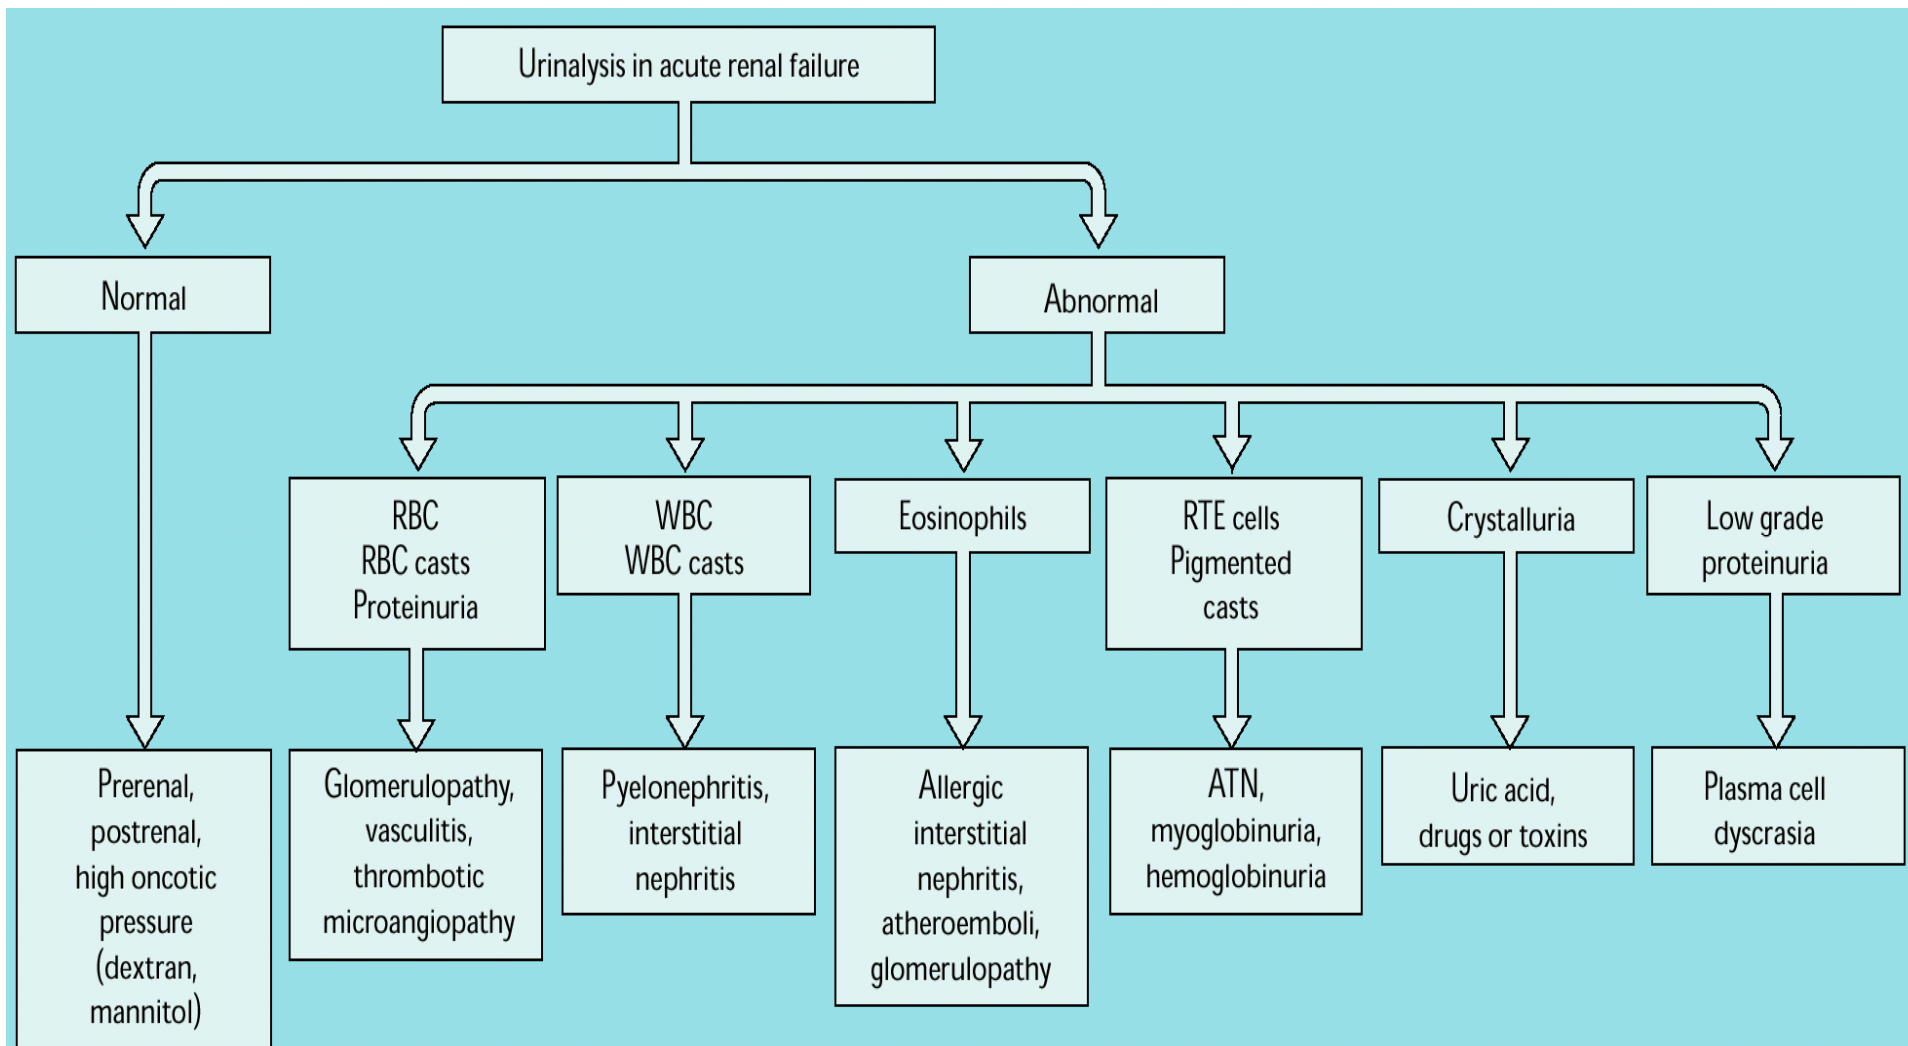 Urinalysis in acute renal failure
Normal
Abnormal
RBC
RBC casts
Proteinuria
WBC
WBC casts
Eosinophils
RTE cells
Pigmented
casts
Crystalluria
Low grade
proteinuria
Prerenal,
postrenal,
high oncotic
pressure
(dextran,
mannitol)
Glomerulopathy,
vasculitis,
thrombotic
microangiopathy
Pyelonephritis,
interstitial
nephritis
Allergic
interstitial
nephritis,
atheroemboli,
glomerulopathy
ATN,
myoglobinuria,
hemoglobinuria
Uric acid,
drugs or toxins
Plasma cell
dyscrasia